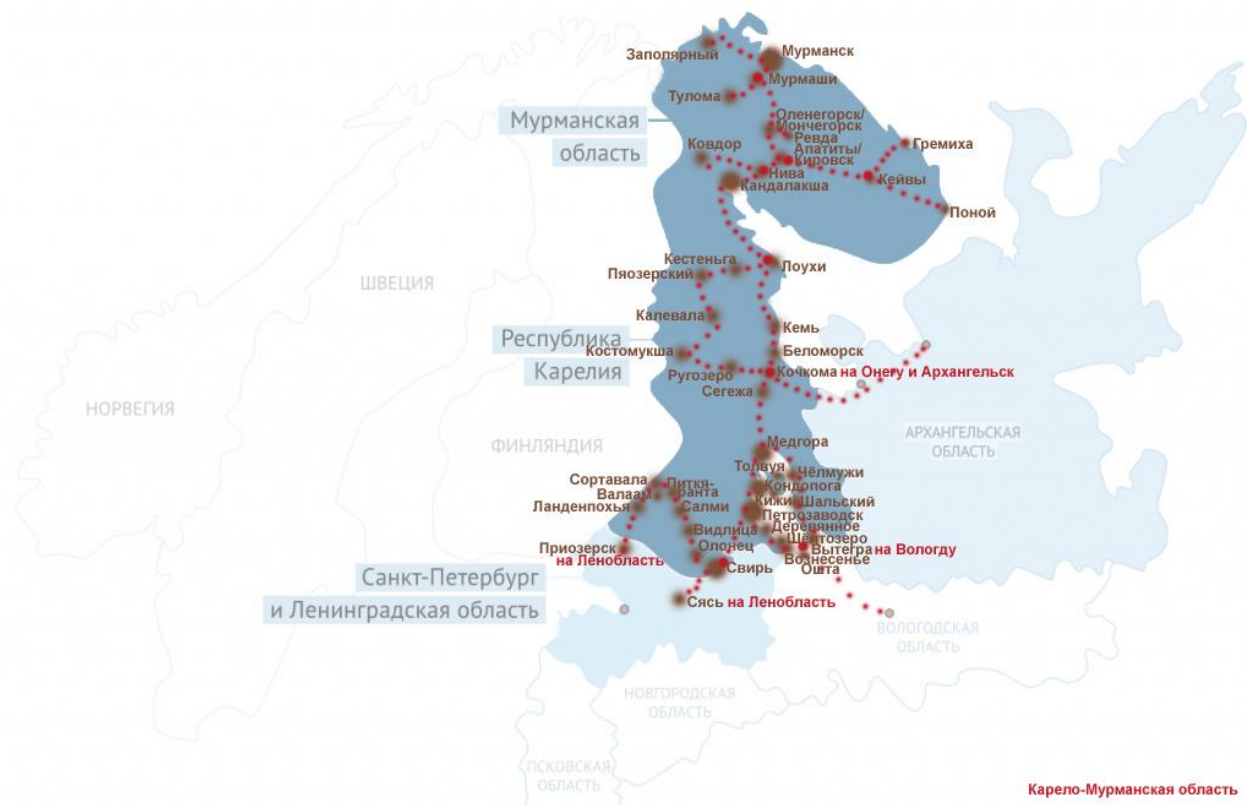 Заполярный
Мурманск
Мурмаши
Тулома
Мурманская
область
Оленегорск/
Мончегорск
Ревда
Апатиты/
Кировск
Ковдор
Гремиха
Нива
Кандалакша
Кейвы
Поной
Кестеньга
Лоухи
Пяозерский
ШВЕЦИЯ
Калевала
Кемь
Республика
Карелия
Костомукша
Беломорск
Ругозеро
Кочкома на Онегу и Архангельск
Сегежа
НОРВЕГИЯ
ФИНЛЯНДИЯ
АРХАНГЕЛЬСКАЯ
ОБЛАСТЬ
Медгора
Толвуя
Чёлмужи
Сортавала
Питкя-
ранта
Валаам
Кондопога
Кижи
Шальский
Ланденпохья
Салми
Петрозаводск
Деревянное
Видлица
Шёлтозеро
Приозерск
на Ленобласть
Олонец
Вытегра на Вологду
Вознесенье
Ошта
Свирь
Санкт-Петербург
и Ленинградская область
Сясь на Ленобласть
ВОЛОГОДСКАЯ
ОБЛАСТЬ
НОВГОРОДСКАЯ
ОБЛАСТЬ
ПСКОВСКАЯ
ОБЛАСТЬ
Карело-Мурманская область